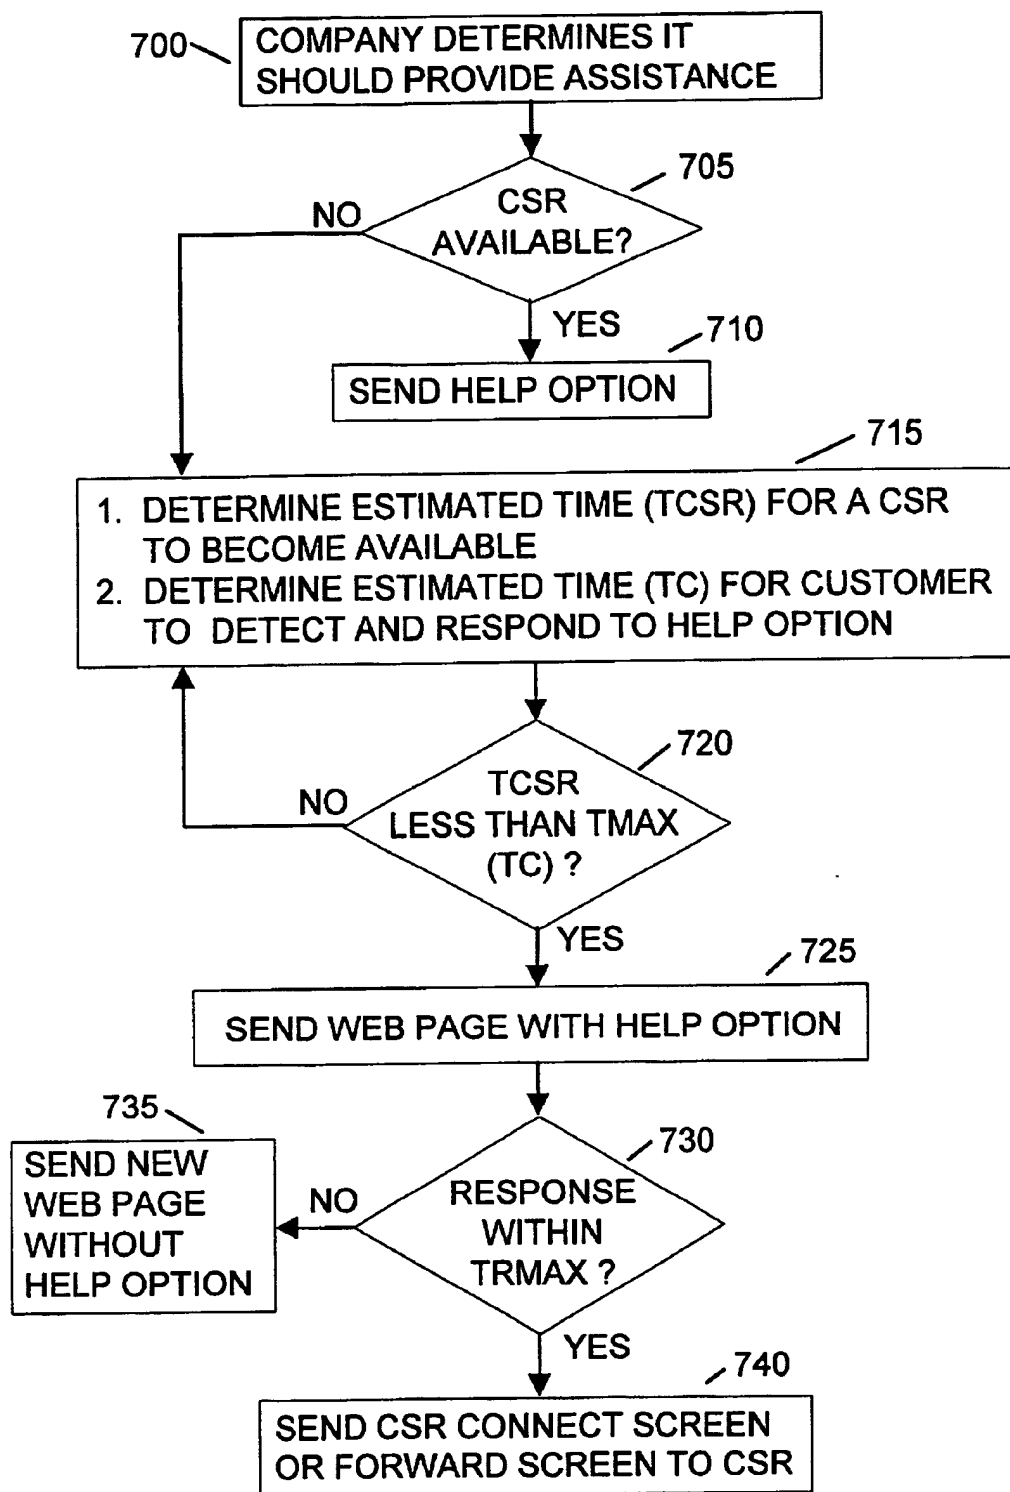 700
COMPANY DETERMINES IT
SHOULD PROVIDE ASSISTANCE
705
CSR
AVAILABLE?
NO
YES
710
SEND HELP OPTION
715
1. DETERMINE ESTIMATED TIME (TCSR) FOR A CSR
TO BECOME AVAILABLE
2. DETERMINE ESTIMATED TIME (TC) FOR CUSTOMER
TO DETECT AND RESPOND TO HELP OPTION
720
TCSR
LESS THAN TMAX
(TC) ?
NO
YES
725
SEND WEB PAGE WITH HELP OPTION
730
RESPONSE
WITHIN
TRMAX ?
NO
735
SEND NEW
WEB PAGE
WITHOUT
HELP OPTION
YES
740
SEND CSR CONNECT SCREEN
OR FORWARD SCREEN TO CSR